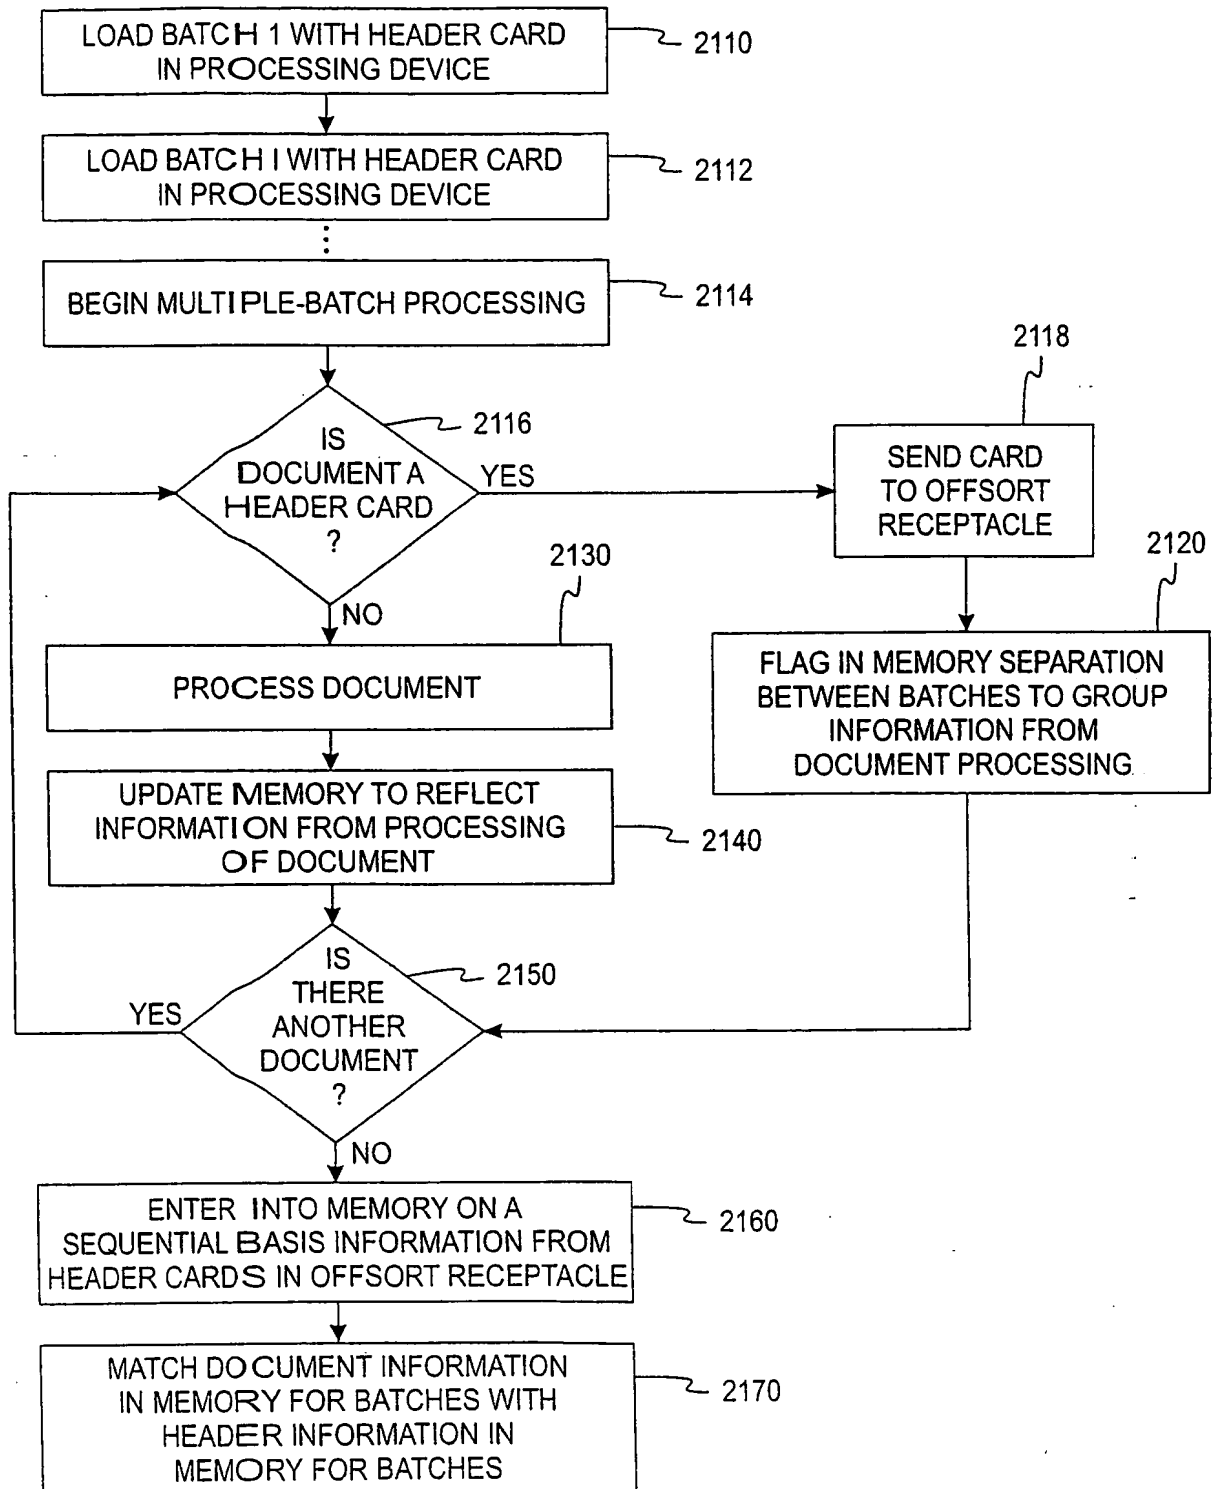 LOAD BATCH 1 WITH HEADER CARD
IN PROCESSING DEVICE
2110
LOAD BATCH I WITH HEADER CARD
IN PROCESSING DEVICE
2112
BEGIN MULTIPLE-BATCH PROCESSING
2114
2116
IS
DOCUMENT A
HEADER CARD
?
YES
2118
SEND CARD
TO OFFSORT
RECEPTACLE
2120
FLAG IN MEMORY SEPARATION
BETWEEN BATCHES TO GROUP
INFORMATION FROM
DOCUMENT PROCESSING
NO
2130
PROCESS DOCUMENT
UPDATE MEMORY TO REFLECT
INFORMATION FROM PROCESSING
OF DOCUMENT
2140
IS
THERE
ANOTHER
DOCUMENT
?
2150
YES
NO
ENTER INTO MEMORY ON A
SEQUENTIAL BASIS INFORMATION FROM
HEADER CARDS IN OFFSORT RECEPTACLE
2160
MATCH DOCUMENT INFORMATION
IN MEMORY FOR BATCHES WITH
HEADER INFORMATION IN
MEMORY FOR BATCHES
2170